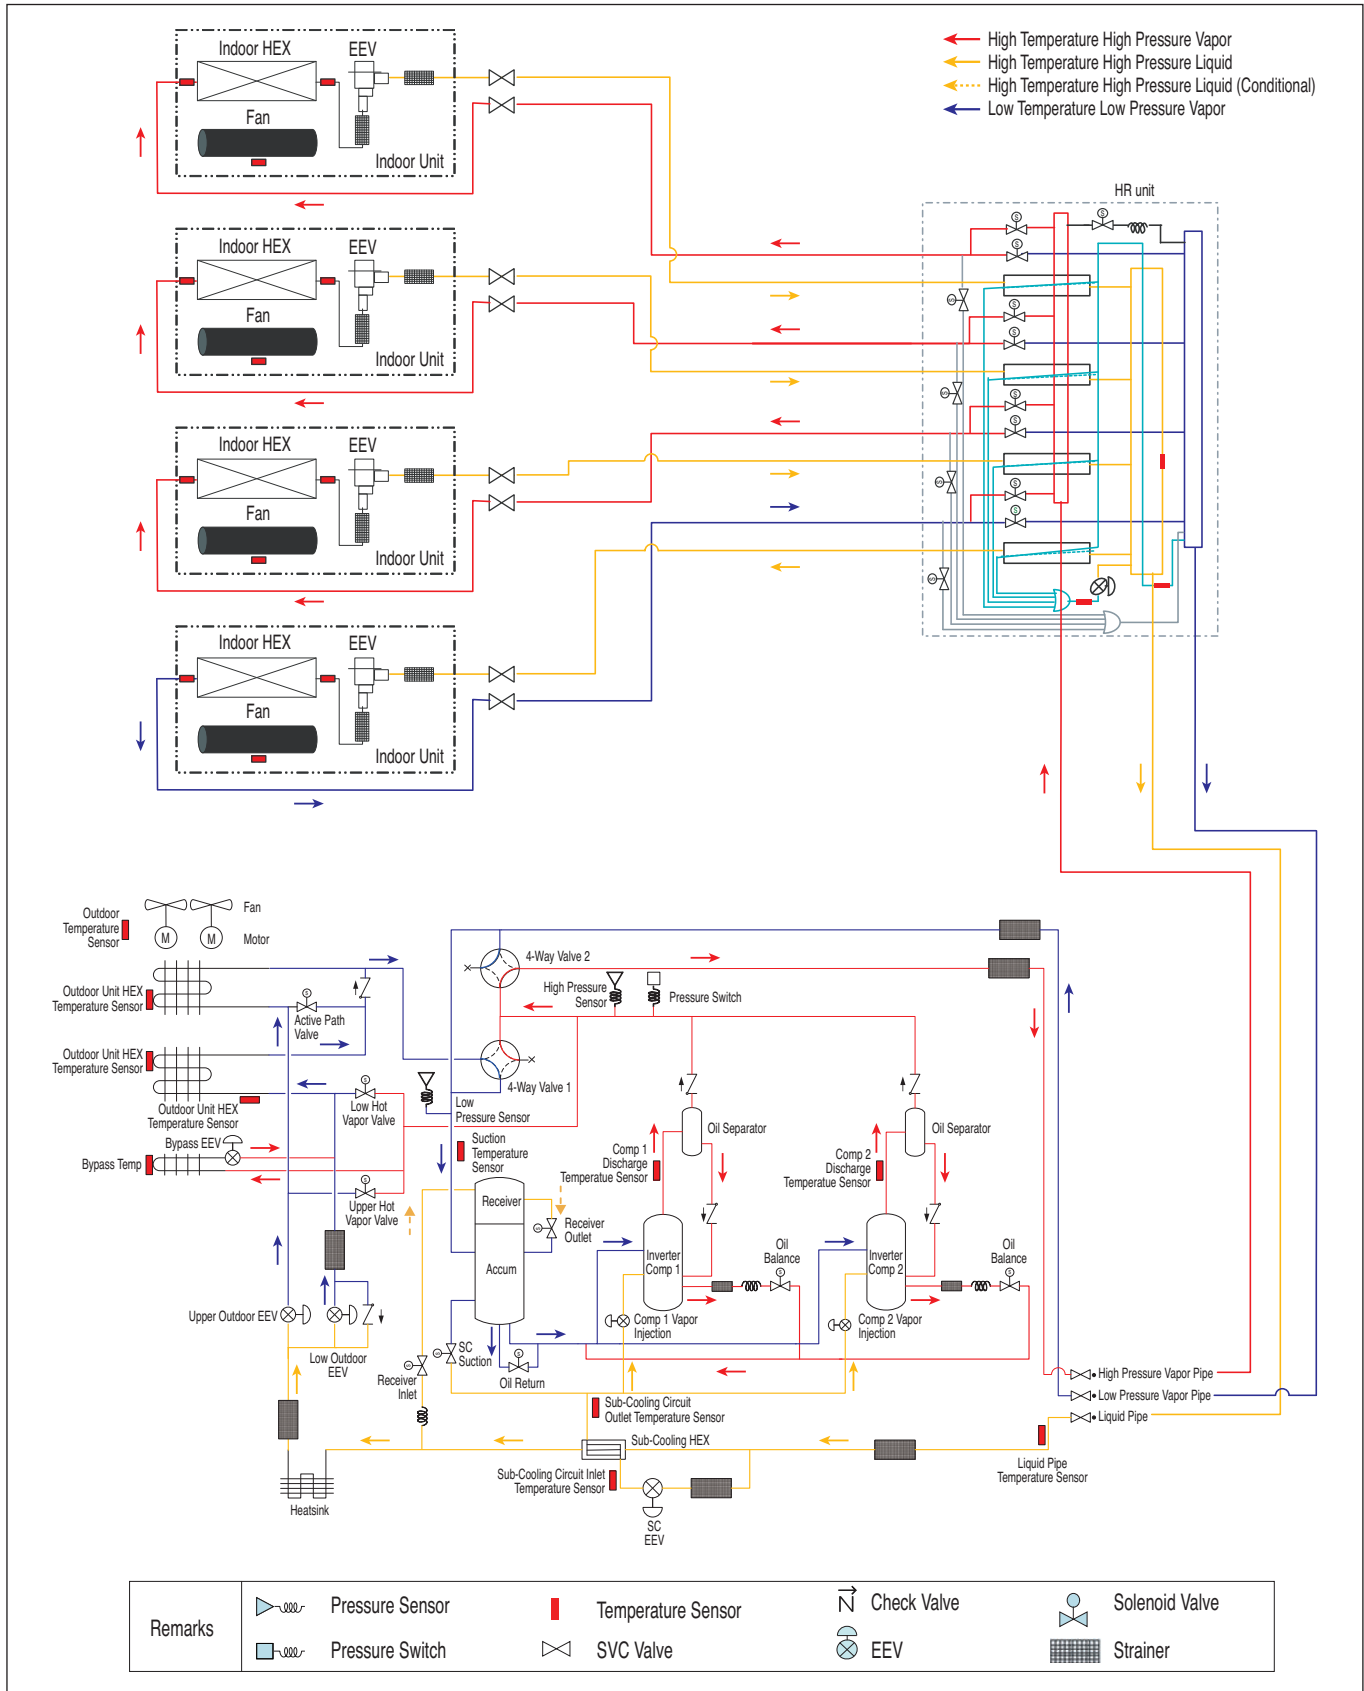 High Temperature High Pressure Vapor
High Temperature High Pressure Liquid
High Temperature High Pressure Liquid (Conditional)
Low Temperature Low Pressure Vapor
Indoor HEX
EEV
Fan
Indoor Unit
HR unit
S
S
S
S
S
S
S
S
S
S
S
S
S
Indoor HEX
EEV
Fan
Indoor Unit
Indoor HEX
EEV
Fan
Indoor Unit
Indoor HEX
EEV
Fan
Indoor Unit
Outdoor
Temperature
Sensor
Fan
M
M
Motor
4-Way Valve 2
High Pressure
Sensor
Pressure Switch
Outdoor Unit HEX
Temperature Sensor
S
Active Path
Valve
Outdoor Unit HEX
Temperature Sensor
4-Way Valve 1
S
Low Hot
Vapor Valve
Low
Pressure Sensor
Outdoor Unit HEX
Temperature Sensor
Bypass EEV
Bypass Temp
S
Upper Hot
Vapor Valve
Suction
Temperature
Sensor
Oil Separator
Comp 1
Discharge
Temperatue Sensor
Oil Separator
Comp 2
Discharge
Temperatue Sensor
Receiver
S
Receiver
Outlet
Accum
Inverter
Comp 1
Oil
Balance
S
Inverter
Comp 2
Oil
Balance
S
Upper Outdoor EEV
Low Outdoor
EEV
Comp 1 Vapor
Injection
Comp 2 Vapor
Injection
S
SC
Suction
S
Receiver
Inlet
S
Oil Return
High Pressure Vapor Pipe
Low Pressure Vapor Pipe
Liquid Pipe
Sub-Cooling Circuit
Outlet Temperature Sensor
Sub-Cooling HEX
Sub-Cooling Circuit Inlet
Temperature Sensor
Liquid Pipe
Temperature Sensor
Heatsink
SC
EEV
Remarks
Pressure Sensor
Temperature Sensor
Check Valve
Solenoid Valve
Pressure Switch
SVC Valve
EEV
Strainer